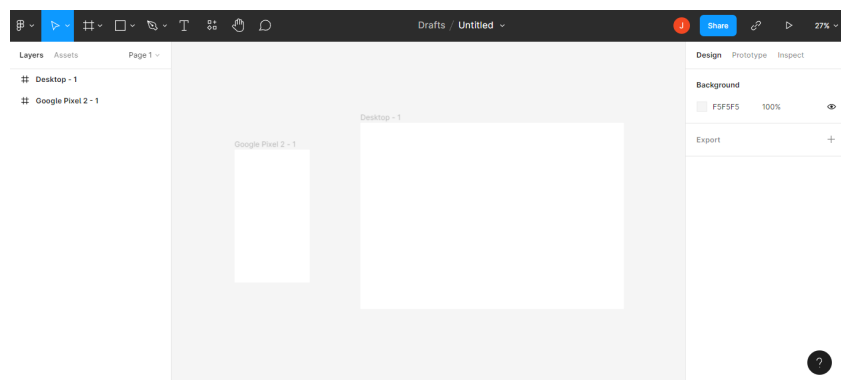 Drafts / Untitled
J
Share
27%
Layers Assets Page 1
Design Prototype Inspect
Desktop - 1
Google Pixel 2 - 1
Background
F5F5F5 100%
Export
Desktop - 1
Google Pixel 2 - 1
?